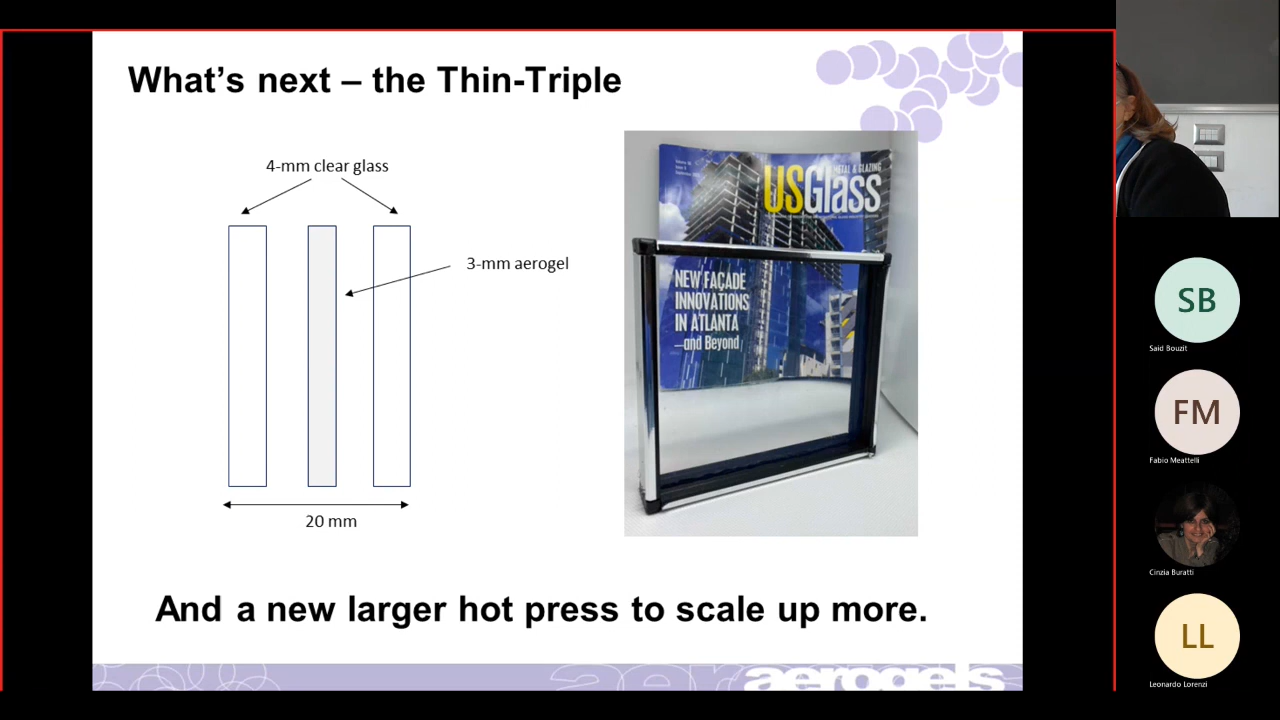 What's next – the Thin-Triple
4-mm clear glass
3-mm aerogel
20 mm
USGlass
METAL & GLAZING
NEW FAÇADE
INNOVATIONS
IN ATLANTA
—and Beyond
And a new larger hot press to scale up more.
aerogels
SB
Said Bouzit
FM
Fabio Meattelli
Cinzia Buratti
LL
Leonardo Lorenzi